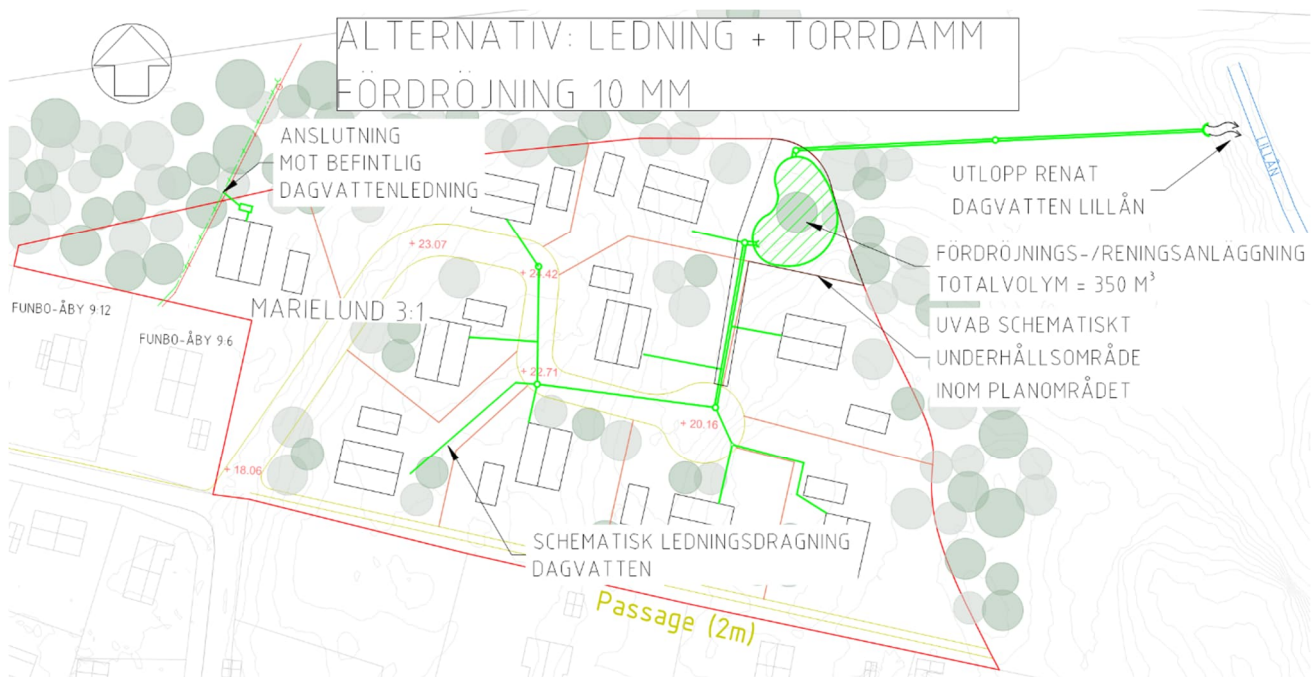 ALTERNATIV: LEDNING + TORRDAMM
FÖRDRÖJNING 10 MM
ANSLUTNING
MOT BEFINTLIG
DAGVATTENLEDNING
UTLOPP RENAT
DAGVATTEN LILLÅN
LILLÅN
FÖRDRÖJNINGS-/RENINGSANLÄGGNING
TOTALVOLYM = 350 M³
UVAB SCHEMATISKT
UNDERHÅLLSOMRÅDE
INOM PLANOMRÅDET
+ 23.07
+ 24.42
MARIELUND 3:1
FUNBO-ÅBY 9:12
FUNBO-ÅBY 9:6
+ 22.71
+ 20.16
+ 18.06
SCHEMATISK LEDNINGSDRAGNING
DAGVATTEN
Passage (2m)